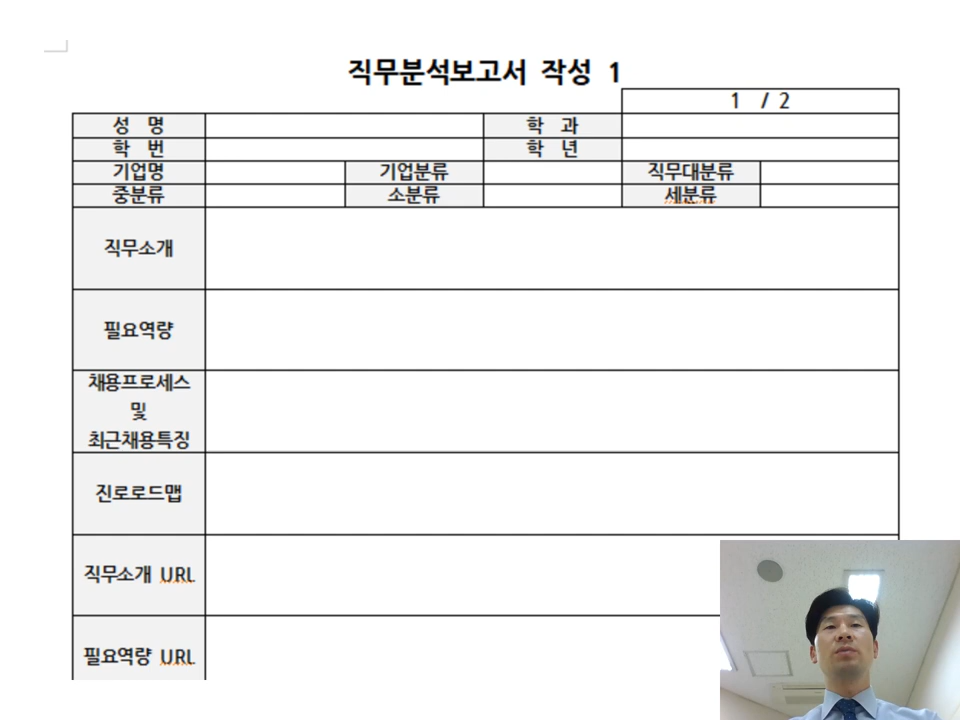 직무분석보고서 작성 1
1 / 2
성 명 학 과
학 번 학 년
기업명 기업분류 직무대분류
중분류 소분류 세분류
직무소개
필요역량
채용프로세스
및
최근채용특징
진로로드맵
직무소개 URL
필요역량 URL